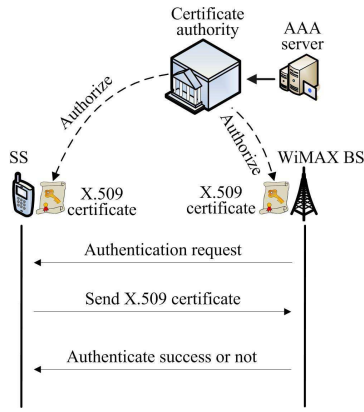 Certificate
authority
AAA
server
Authorize
Authorize
SS
WiMAX BS
X.509
certificate
X.509
certificate
Authentication request
Send X.509 certificate
Authenticate success or not